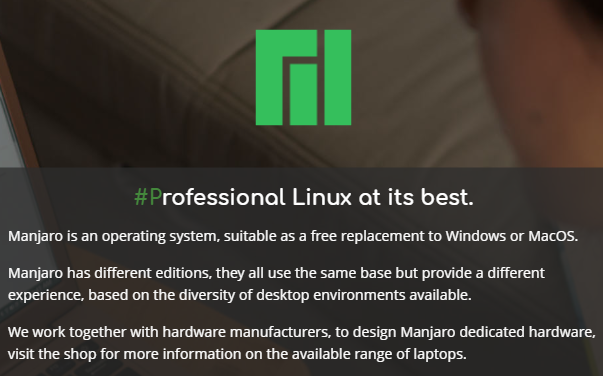 #Professional Linux at its best.
Manjaro is an operating system, suitable as a free replacement to Windows or MacOS.
Manjaro has different editions, they all use the same base but provide a different
experience, based on the diversity of desktop environments available.
We work together with hardware manufacturers, to design Manjaro dedicated hardware,
visit the shop for more information on the available range of laptops.